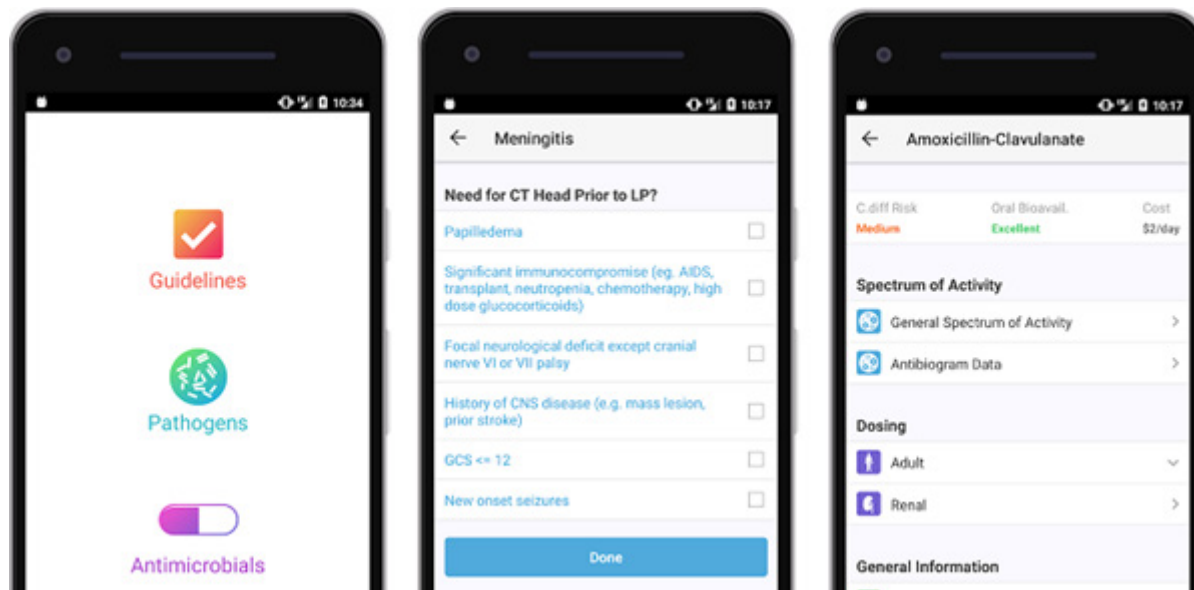 10:34
Guidelines
Pathogens
Antimicrobials
10:17
Meningitis
Need for CT Head Prior to LP?
Papilledema
Significant immunocompromise (eg. AIDS,
transplant, neutropenia, chemotherapy, high
dose glucocorticoids)
Focal neurological deficit except cranial
nerve VI or VII palsy
History of CNS disease (e.g. mass lesion,
prior stroke)
GCS <= 12
New onset seizures
Done
10:17
Amoxicillin-Clavulanate
C.diff Risk Oral Bioavail. Cost
Medium Excellent $2/day
Spectrum of Activity
General Spectrum of Activity
Antibiogram Data
Dosing
Adult
Renal
General Information